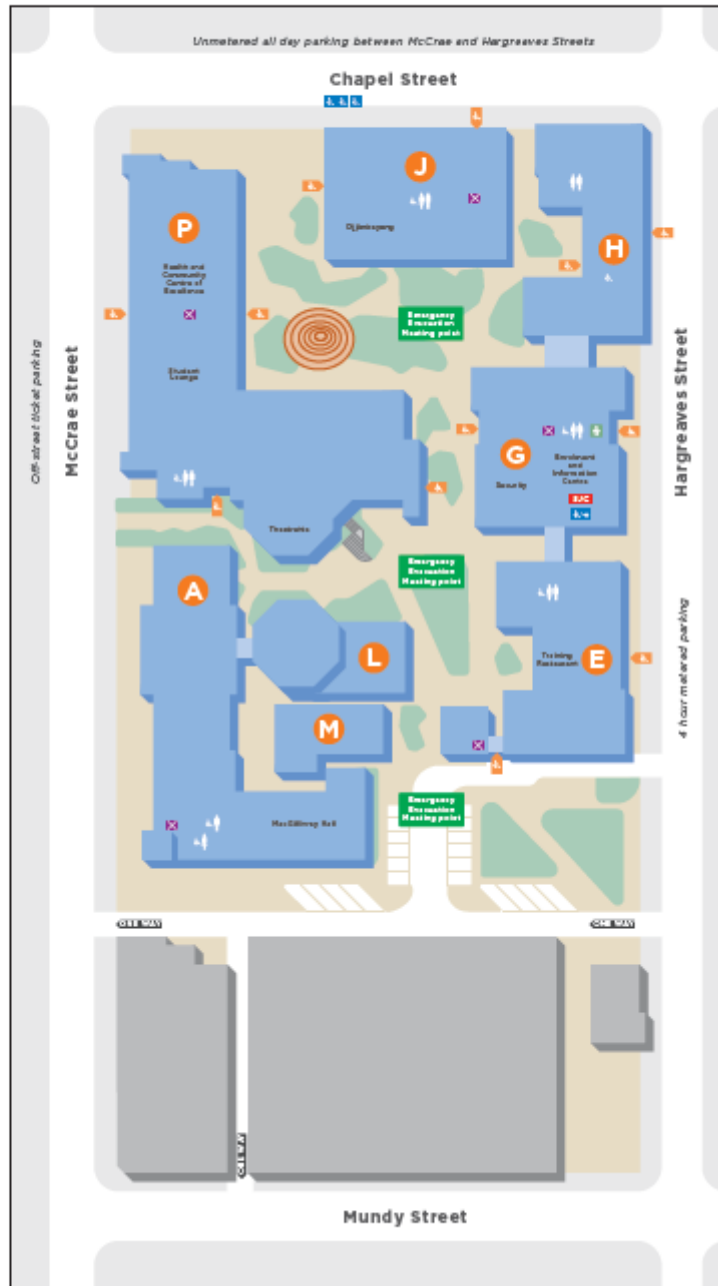 Unmetered all day parking between McCrae and Hargreaves Streets
Chapel Street
J
Djjimbayang
P
Health and
Community
Centre of
Excellence
H
Emergency
Evacuation
Meeting point
Student
Lounge
Off-street ticket parking
McCrae Street
Hargreaves Street
G
Enrolment
and
Information
Centre
Security
Theatrette
Emergency
Evacuation
Meeting point
A
L
E
Training
Restaurant
4 hour metered parking
M
Emergency
Evacuation
Meeting point
MacGillivray Hall
ONE WAY
ONE WAY
ONE WAY
Mundy Street